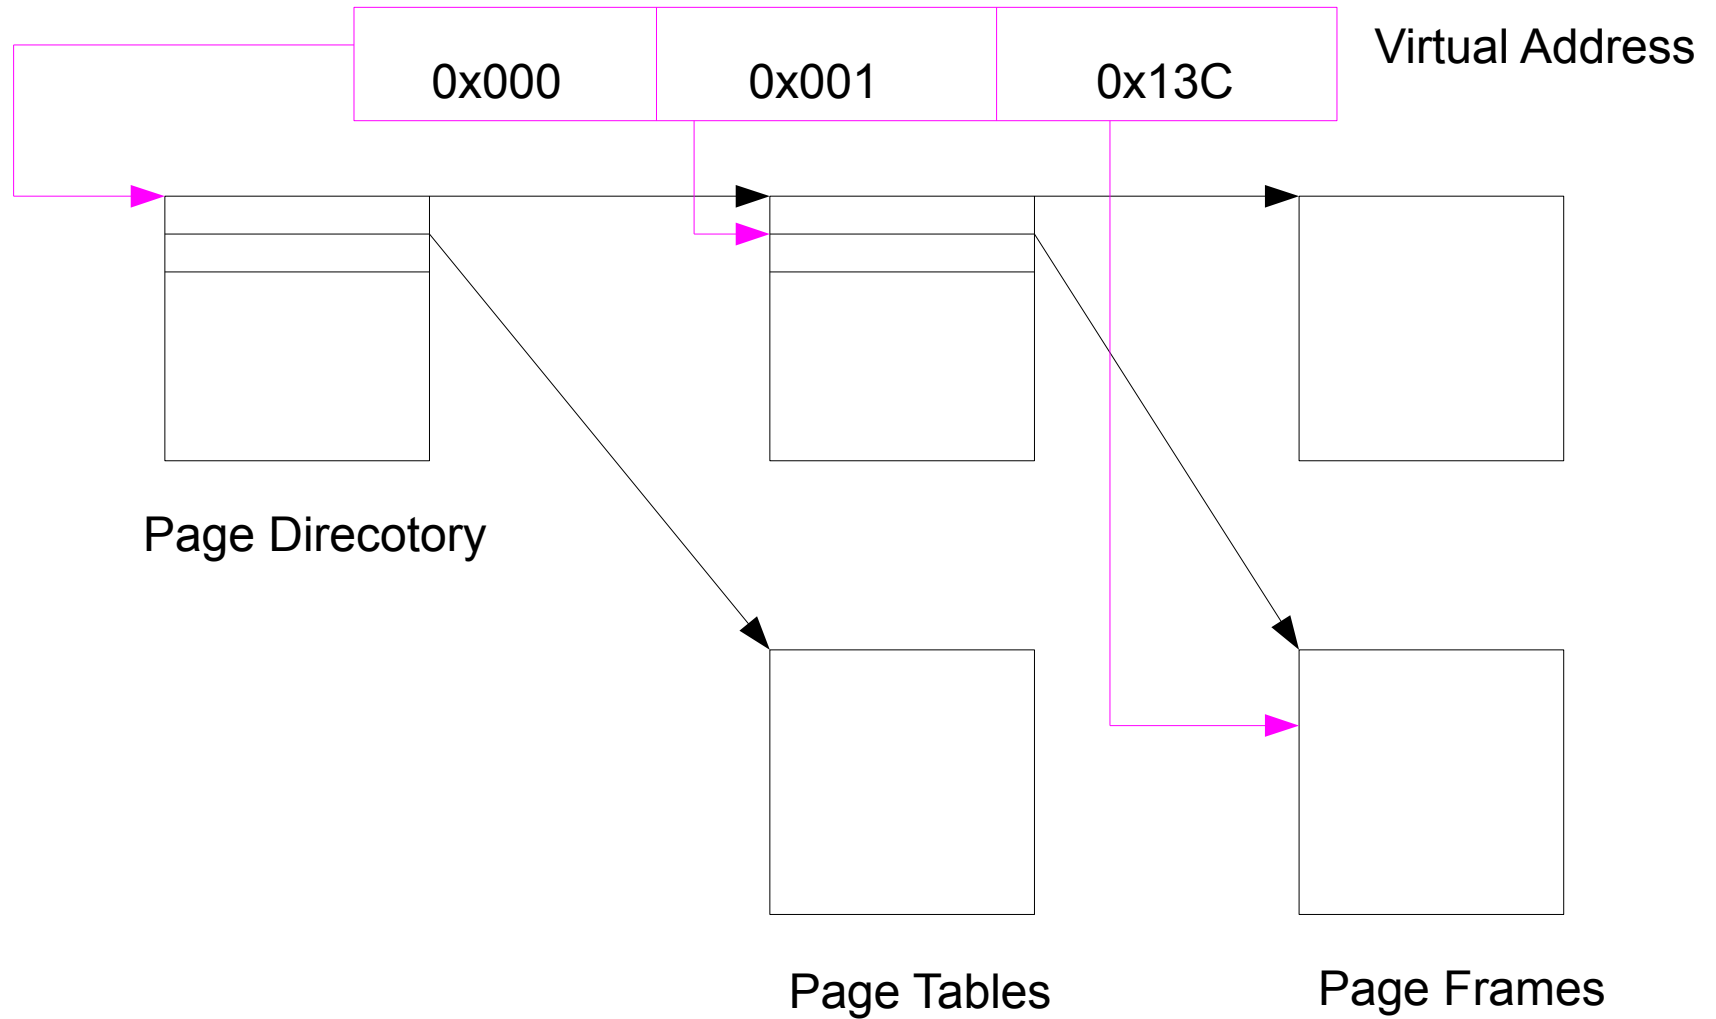 Virtual Address
0x000 0x001 0x13C
Page Direcotory
Page Tables
Page Frames